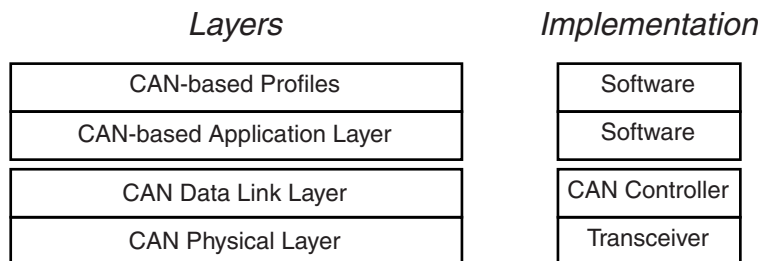 Layers Implementation
CAN-based Profiles Software
CAN-based Application Layer Software
CAN Data Link Layer CAN Controller
CAN Physical Layer Transceiver